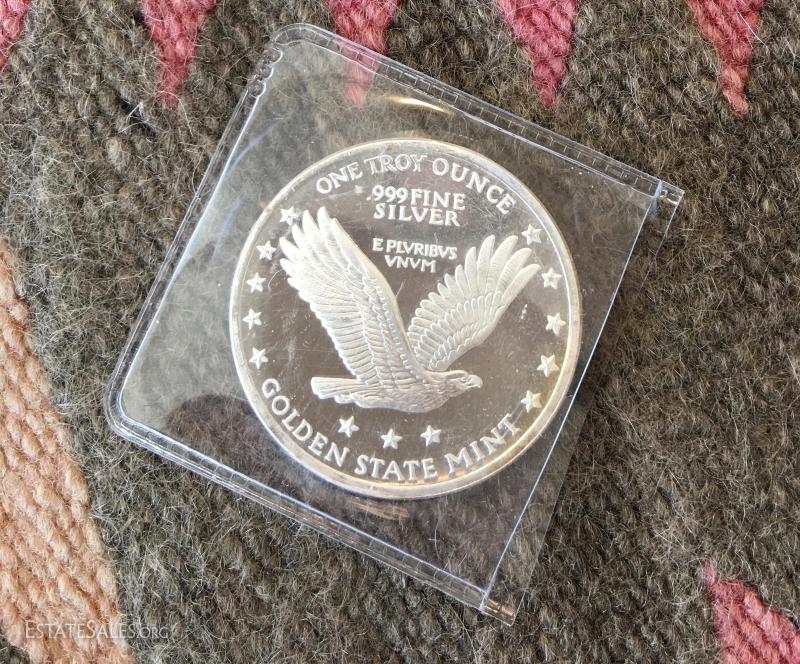 ONE TROY OUNCE
.999 FINE
SILVER
E PLVRIBVS
VNVM
GOLDEN STATE MINT
ESTATESALES.ORG